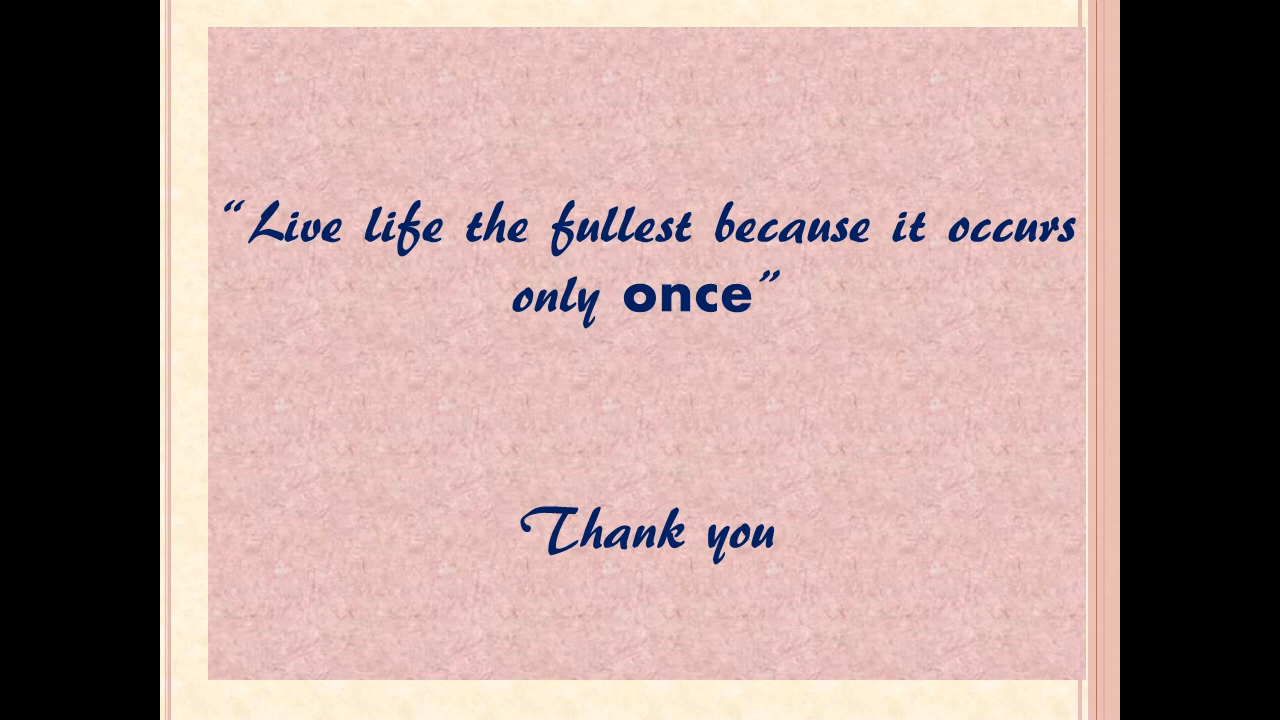 “Live life the fullest because it occurs
only once”
Thank you